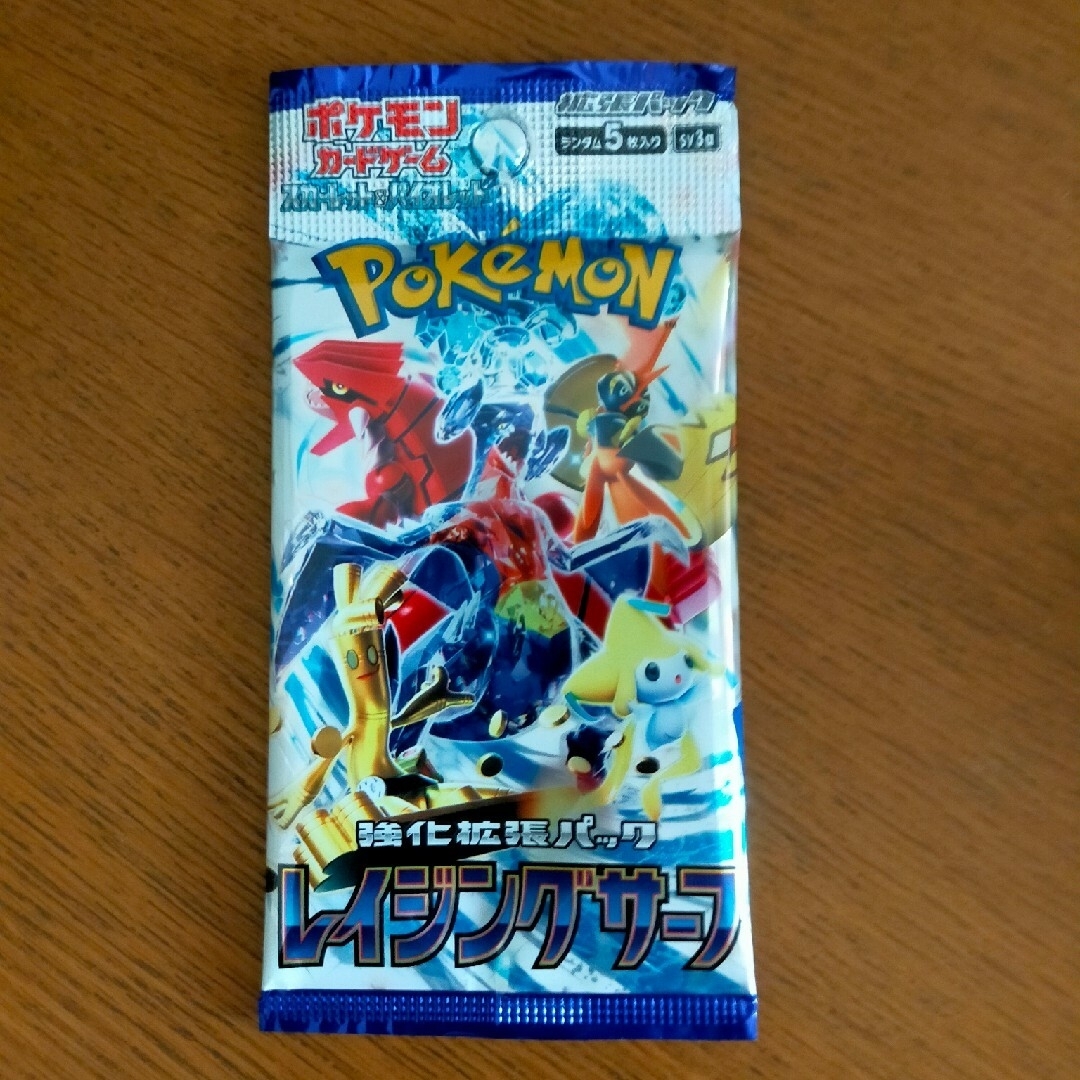 ポケモン
カードゲーム
スカーレット&バイオレット
拡張パック
ランダム5枚入り
SV3a
POKéMON
強化拡張パック
レイジングサーフ